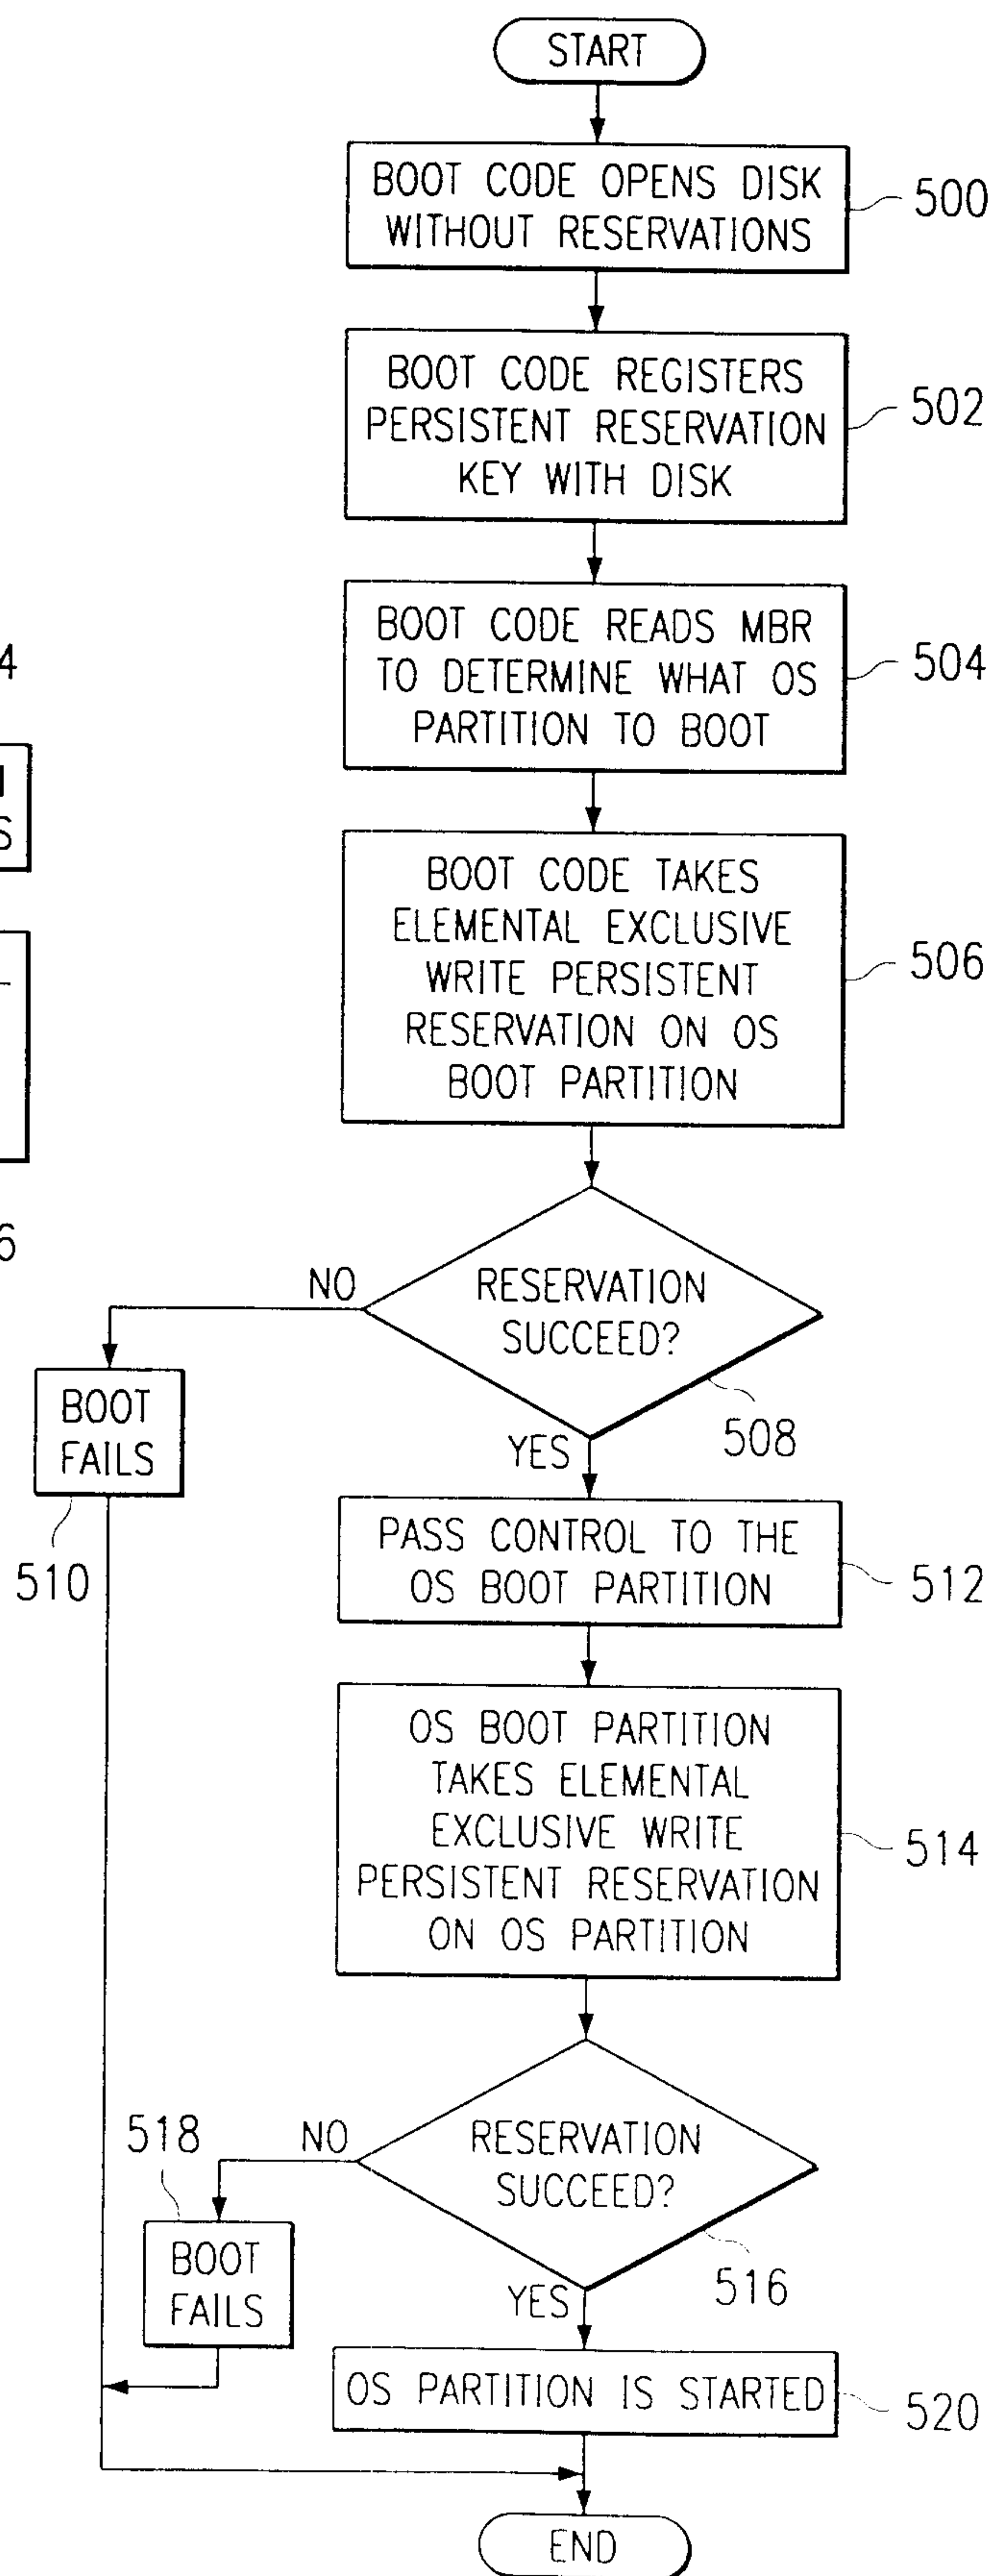 START
BOOT CODE OPENS DISK
WITHOUT RESERVATIONS
500
BOOT CODE REGISTERS
PERSISTENT RESERVATION
KEY WITH DISK
502
BOOT CODE READS MBR
TO DETERMINE WHAT OS
PARTITION TO BOOT
504
4
S
BOOT CODE TAKES
ELEMENTAL EXCLUSIVE
WRITE PERSISTENT
RESERVATION ON OS
BOOT PARTITION
506
6
RESERVATION
SUCCEED?
508
NO
YES
BOOT
FAILS
510
PASS CONTROL TO THE
OS BOOT PARTITION
512
OS BOOT PARTITION
TAKES ELEMENTAL
EXCLUSIVE WRITE
PERSISTENT RESERVATION
ON OS PARTITION
514
RESERVATION
SUCCEED?
516
NO
YES
518
BOOT
FAILS
OS PARTITION IS STARTED
520
END